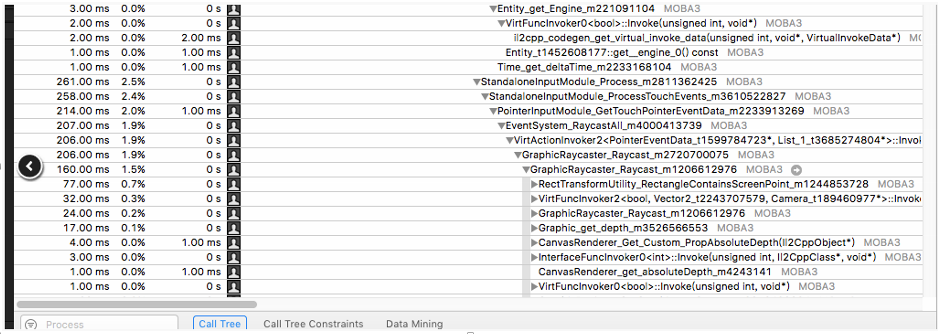 3.00 ms 0.0% 0 s Entity_get_Engine_m221091104 MOBA3
2.00 ms 0.0% 0 s VirtFuncInvoker0<bool>::Invoke(unsigned int, void*) MOBA3
2.00 ms 0.0% 2.00 ms il2cpp_codegen_get_virtual_invoke_data(unsigned int, void*, VirtualInvokeData*) M
1.00 ms 0.0% 1.00 ms Entity_t1452608177::get__engine_0() const MOBA3
1.00 ms 0.0% 1.00 ms Time_get_deltaTime_m2233168104 MOBA3
261.00 ms 2.5% 0 s StandaloneInputModule_Process_m2811362425 MOBA3
258.00 ms 2.4% 0 s StandaloneInputModule_ProcessTouchEvents_m3610522827 MOBA3
214.00 ms 2.0% 1.00 ms PointerInputModule_GetTouchPointerEventData_m2233913269 MOBA3
207.00 ms 1.9% 0 s EventSystem_RaycastAll_m4000413739 MOBA3
206.00 ms 1.9% 0 s VirtActionInvoker2<PointerEventData_t1599784723*, List_1_t3685274804*>::Invoke
206.00 ms 1.9% 0 s GraphicRaycaster_Raycast_m2720700075 MOBA3
160.00 ms 1.5% 0 s GraphicRaycaster_Raycast_m1206612976 MOBA3
77.00 ms 0.7% 0 s RectTransformUtility_RectangleContainsScreenPoint_m1244853728 MOBA3
32.00 ms 0.3% 0 s VirtFuncInvoker2<bool, Vector2_t2243707579, Camera_t189460977*>::Invoke
24.00 ms 0.2% 0 s GraphicRaycaster_Raycast_m1206612976 MOBA3
17.00 ms 0.1% 0 s Graphic_get_depth_m3526566553 MOBA3
4.00 ms 0.0% 1.00 ms CanvasRenderer_Get_Custom_PropAbsoluteDepth(Il2CppObject*) MOBA3
3.00 ms 0.0% 0 s InterfaceFuncInvoker0<int>::Invoke(unsigned int, Il2CppClass*, void*) MOBA3
1.00 ms 0.0% 1.00 ms CanvasRenderer_get_absoluteDepth_m4243141 MOBA3
1.00 ms 0.0% 0 s VirtFuncInvoker0<bool>::Invoke(unsigned int, void*) MOBA3
Process Call Tree Call Tree Constraints Data Mining